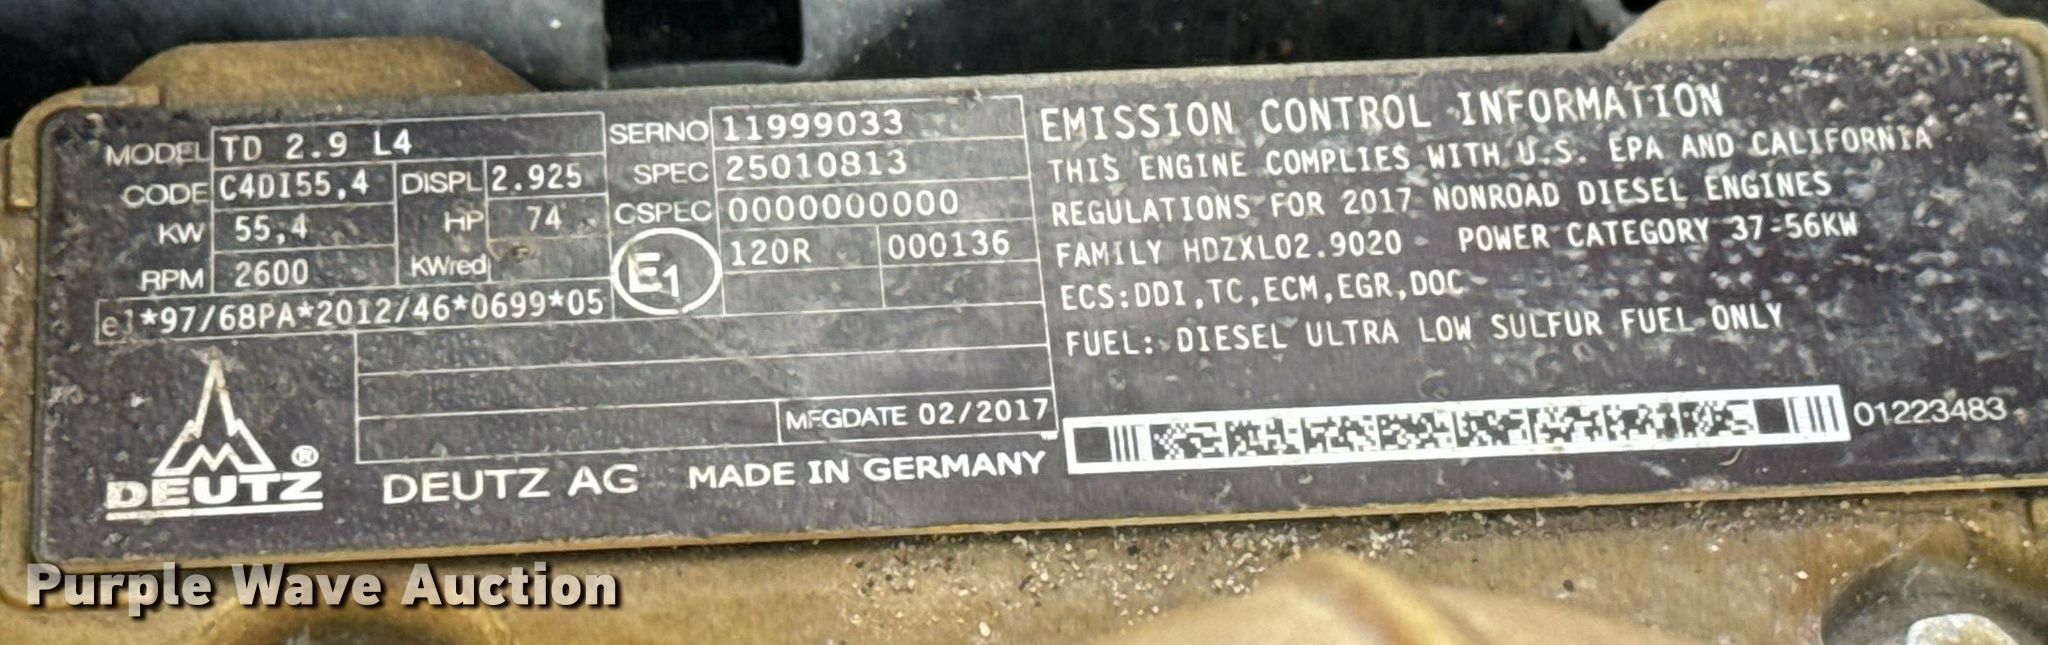 MODEL TD 2.9 L4
CODE C4DI55,4 DISPL 2.925
KW 55,4 HP 74
RPM 2600 KWred
e1*97/68PA*2012/46*0699*05
SERNO 11999033
SPEC 25010813
CSPEC 0000000000
E1 120R 000136
MFGDATE 02/2017
DEUTZ ®
DEUTZ AG MADE IN GERMANY
EMISSION CONTROL INFORMATION
THIS ENGINE COMPLIES WITH U.S. EPA AND CALIFORNIA
REGULATIONS FOR 2017 NONROAD DIESEL ENGINES
FAMILY HDZXL02.9020 POWER CATEGORY 37-56KW
ECS:DDI,TC,ECM,EGR,DOC
FUEL: DIESEL ULTRA LOW SULFUR FUEL ONLY
01223483
Purple Wave Auction